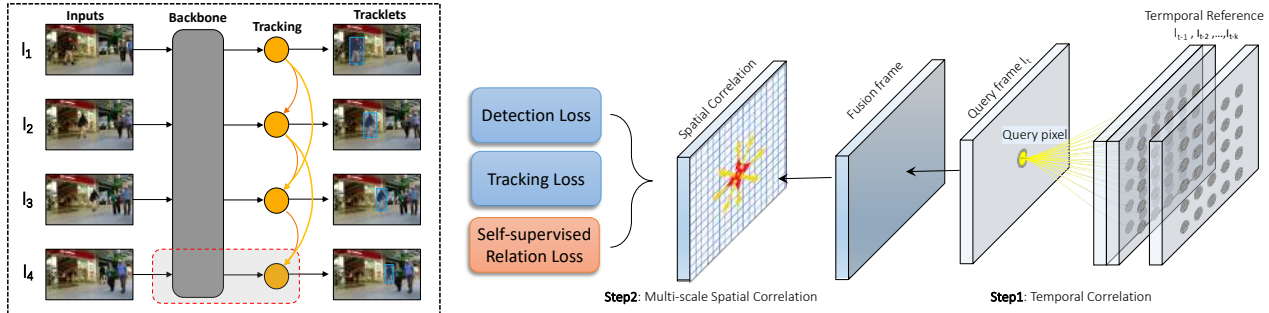 Inputs
Backbone
Tracking
Tracklets
I1
I2
I3
I4
Detection Loss
Tracking Loss
Self-supervised
Relation Loss
Spatial Correlation
Fusion frame
Query frame It
Query pixel
Termporal Reference
It-1 , It-2 ,...,It-k
Step2: Multi-scale Spatial Correlation
Step1: Temporal Correlation